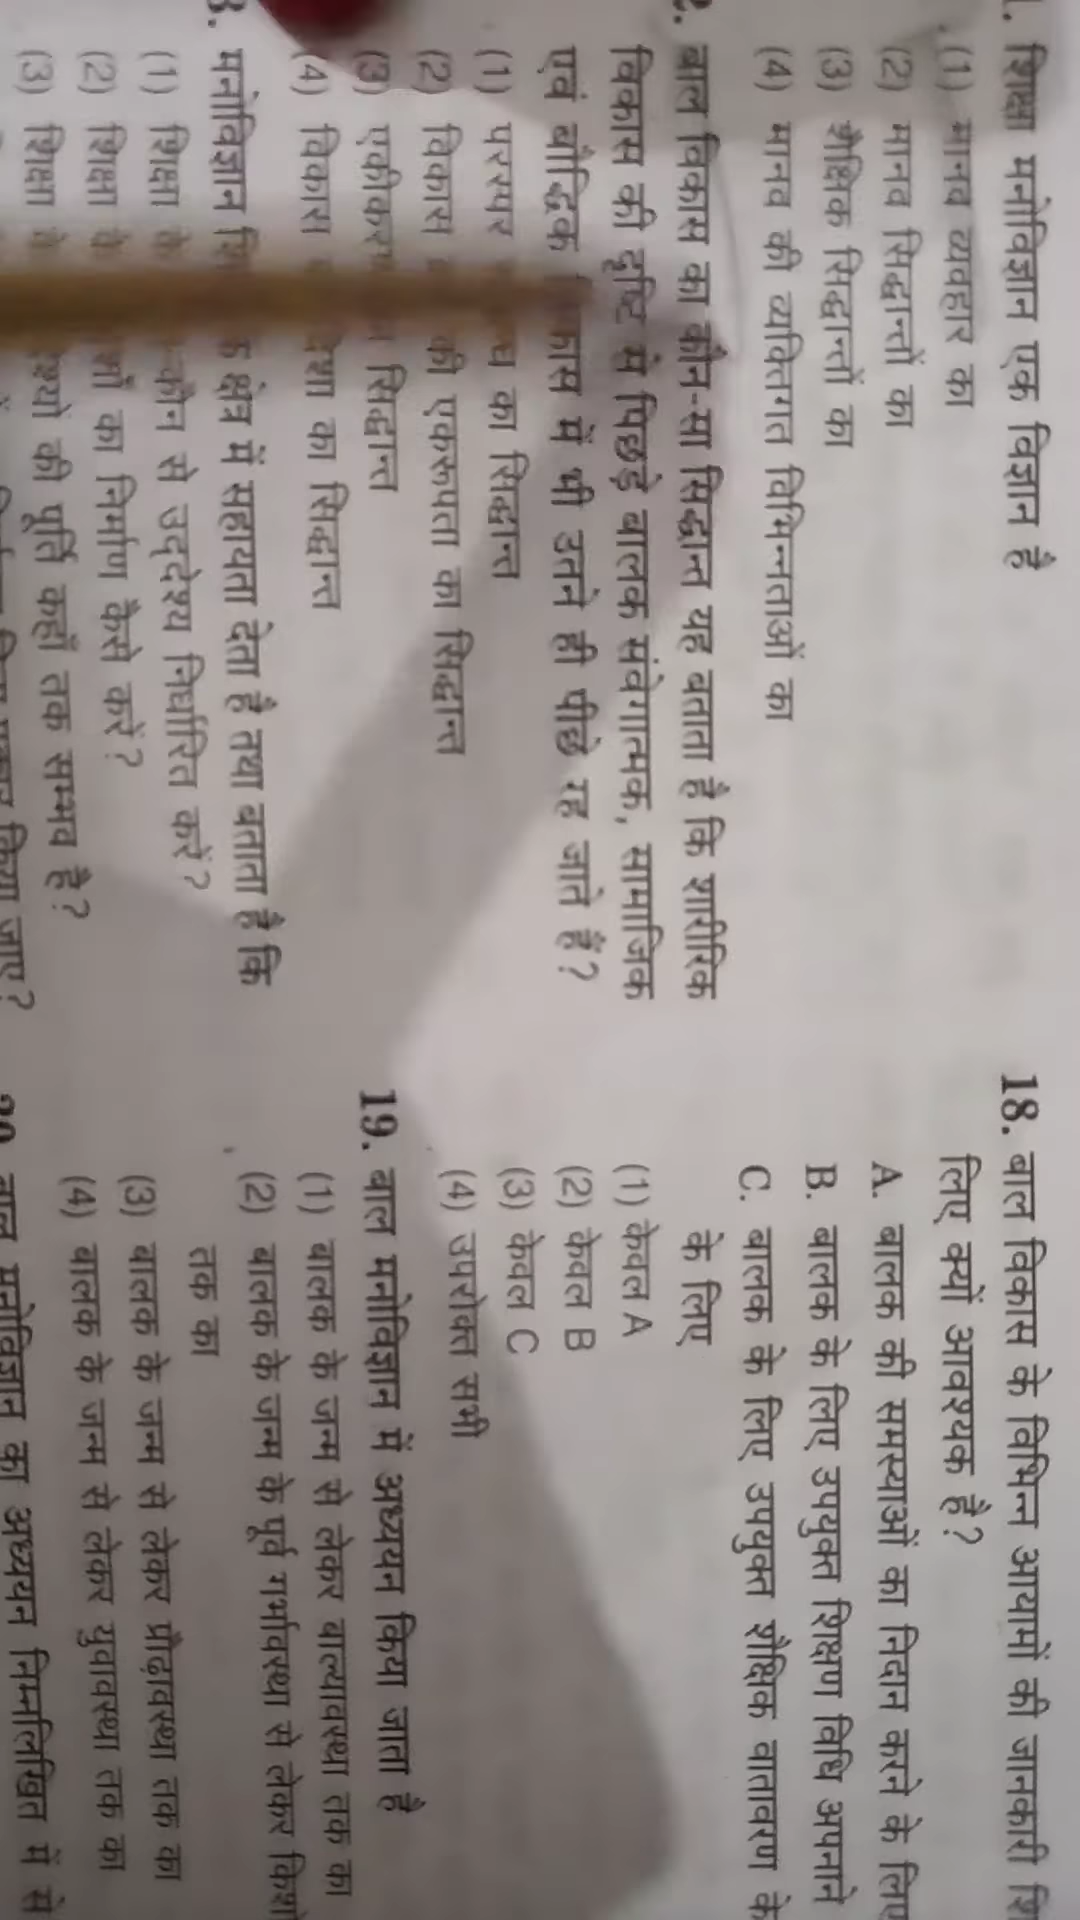 . शिक्षा मनोविज्ञान एक विज्ञान है
(1) मानव व्यवहार का
(2) मानव सिद्धान्तों का
(3) शैक्षिक सिद्धान्तों का
(4) मानव की व्यक्तिगत विभिन्नताओं का
. बाल विकास का कौन-सा सिद्धान्त यह बताता है कि शारीरिक
विकास की दृष्टि में पिछड़े बालक संवेगात्मक, सामाजिक
एवं बौद्धिक में भी उतने ही पीछे रह जाते हैं?
(1) परस्पर का सिद्धान्त
(2) विकास की एकरूपता का सिद्धान्त
(3) सिद्धान्त
(4) विकास का सिद्धान्त
3. मनोविज्ञान क्षेत्र में सहायता देता है तथा बताता है कि
(1) शिक्षा से उद्देश्य निर्धारित करें?
(2) शिक्षा का निर्माण कैसे करें?
(3) शिक्षा की पूर्ति कहाँ तक सम्भव है?
किया जाए?
18. बाल विकास के विभिन्न आयामों की जानकारी
लिए क्यों आवश्यक है?
A. बालक की समस्याओं का निदान करने के लिए
B. बालक के लिए उपयुक्त शिक्षण विधि अपनाने
C. बालक के लिए उपयुक्त शैक्षिक वातावरण के
के लिए
(1) केवल A
(2) केवल B
(3) केवल C
(4) उपरोक्त सभी
19. बाल मनोविज्ञान में अध्ययन किया जाता है
(1) बालक के जन्म से लेकर बाल्यावस्था तक का
(2) बालक के जन्म के पूर्व गर्भावस्था से लेकर
तक का
(3) बालक के जन्म से लेकर प्रौढ़ावस्था तक का
(4) बालक के जन्म से लेकर युवावस्था तक का
बाल मनोविज्ञान का अध्ययन निम्नलिखित में से